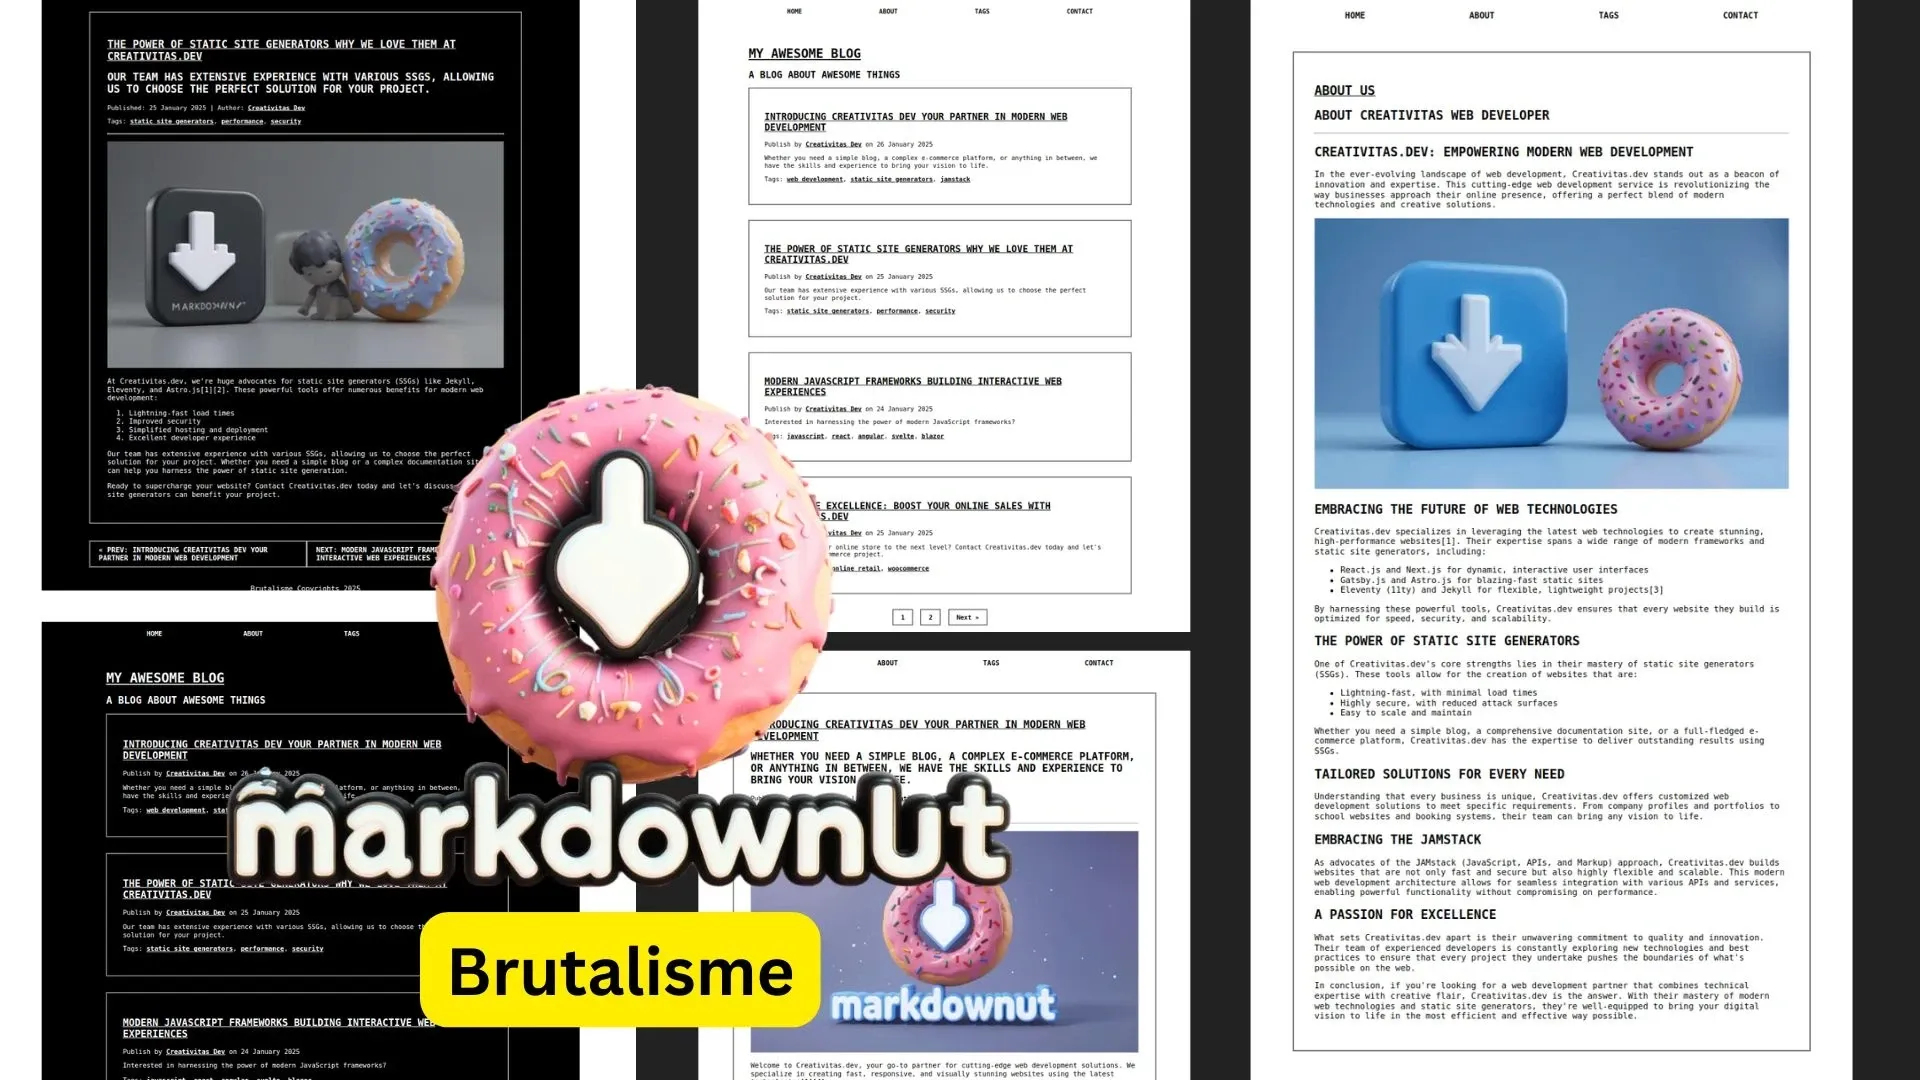 THE POWER OF STATIC SITE GENERATORS WHY WE LOVE THEM AT
CREATIVITAS.DEV
OUR TEAM HAS EXTENSIVE EXPERIENCE WITH VARIOUS SSGS, ALLOWING
US TO CHOOSE THE PERFECT SOLUTION FOR YOUR PROJECT.
Published: 25 January 2025 | Author: Creativitas Dev
Tags: static site generators, performance, security
At Creativitas.dev, we're huge advocates for static site generators (SSGs) like Jekyll,
Eleventy, and Astro.js[1][2]. These powerful tools offer numerous benefits for modern web
development:
1. Lightning-fast load times
2. Improved security
3. Simplified hosting and deployment
4. Excellent developer experience
Our team has extensive experience with various SSGs, allowing us to choose the perfect
solution for your project. Whether you need a simple blog or a complex documentation
can help you harness the power of static site generation.
Ready to supercharge your website? Contact Creativitas.dev today and let's discuss
site generators can benefit your project.
« PREV: INTRODUCING CREATIVITAS DEV YOUR
PARTNER IN MODERN WEB DEVELOPMENT
NEXT: MODERN JAVASCRIPT
INTERACTIVE WEB EXPERIENCES
Brutalisme Copyrights 2025
HOME ABOUT TAGS
MY AWESOME BLOG
A BLOG ABOUT AWESOME THINGS
INTRODUCING CREATIVITAS DEV YOUR PARTNER IN MODERN WEB
DEVELOPMENT
Publish by Creativitas Dev on 26 2025
Whether you need a simple or anything in between,
have the skills and
Tags: web development,
THE POWER OF STATIC SITE GENERATORS WHY WE LOVE THEM AT
CREATIVITAS.DEV
Publish by Creativitas Dev on 25 January 2025
Our team has extensive experience with various SSGs, allowing us to choose
solution for your project.
Tags: static site generators, performance, security
MODERN JAVASCRIPT FRAMEWORKS BUILDING INTERACTIVE WEB
EXPERIENCES
Publish by Creativitas Dev on 24 January 2025
Interested in harnessing the power of modern JavaScript frameworks?
HOME ABOUT TAGS CONTACT
MY AWESOME BLOG
A BLOG ABOUT AWESOME THINGS
INTRODUCING CREATIVITAS DEV YOUR PARTNER IN MODERN WEB
DEVELOPMENT
Publish by Creativitas Dev on 26 January 2025
Whether you need a simple blog, a complex e-commerce platform, or anything in between, we
have the skills and experience to bring your vision to life.
Tags: web development, static site generators, jamstack
THE POWER OF STATIC SITE GENERATORS WHY WE LOVE THEM AT
CREATIVITAS.DEV
Publish by Creativitas Dev on 25 January 2025
Our team has extensive experience with various SSGs, allowing us to choose the perfect
solution for your project.
Tags: static site generators, performance, security
MODERN JAVASCRIPT FRAMEWORKS BUILDING INTERACTIVE WEB
EXPERIENCES
Publish by Creativitas Dev on 24 January 2025
Interested in harnessing the power of modern JavaScript frameworks?
javascript, react, angular, svelte, blazor
EXCELLENCE: BOOST YOUR ONLINE SALES WITH
on 25 January 2025
online store to the next level? Contact Creativitas.dev today and let's
project.
online retail, woocommerce
1 2 Next »
ABOUT TAGS CONTACT
INTRODUCING CREATIVITAS DEV YOUR PARTNER IN MODERN WEB
DEVELOPMENT
WHETHER YOU NEED A SIMPLE BLOG, A COMPLEX E-COMMERCE PLATFORM,
OR ANYTHING IN BETWEEN, WE HAVE THE SKILLS AND EXPERIENCE TO
BRING YOUR VISION
markdownut
Welcome to Creativitas.dev, your go-to partner for cutting-edge web development solutions. We
specialize in creating fast, responsive, and visually stunning websites using the latest
markdownut
Brutalisme
HOME ABOUT TAGS CONTACT
ABOUT US
ABOUT CREATIVITAS WEB DEVELOPER
CREATIVITAS.DEV: EMPOWERING MODERN WEB DEVELOPMENT
In the ever-evolving landscape of web development, Creativitas.dev stands out as a beacon of
innovation and expertise. This cutting-edge web development service is revolutionizing the
way businesses approach their online presence, offering a perfect blend of modern
technologies and creative solutions.
EMBRACING THE FUTURE OF WEB TECHNOLOGIES
Creativitas.dev specializes in leveraging the latest web technologies to create stunning,
high-performance websites[1]. Their expertise spans a wide range of modern frameworks and
static site generators, including:
• React.js and Next.js for dynamic, interactive user interfaces
• Gatsby.js and Astro.js for blazing-fast static sites
• Eleventy (11ty) and Jekyll for flexible, lightweight projects[3]
By harnessing these powerful tools, Creativitas.dev ensures that every website they build is
optimized for speed, security, and scalability.
THE POWER OF STATIC SITE GENERATORS
One of Creativitas.dev's core strengths lies in their mastery of static site generators
(SSGs). These tools allow for the creation of websites that are:
• Lightning-fast, with minimal load times
• Highly secure, with reduced attack surfaces
• Easy to scale and maintain
Whether you need a simple blog, a comprehensive documentation site, or a full-fledged e-
commerce platform, Creativitas.dev has the expertise to deliver outstanding results using
SSGs.
TAILORED SOLUTIONS FOR EVERY NEED
Understanding that every business is unique, Creativitas.dev offers customized web
development solutions to meet specific requirements. From company profiles and portfolios to
school websites and booking systems, their team can bring any vision to life.
EMBRACING THE JAMSTACK
As advocates of the JAMstack (JavaScript, APIs, and Markup) approach, Creativitas.dev builds
websites that are not only fast and secure but also highly flexible and scalable. This modern
web development architecture allows for seamless integration with various APIs and services,
enabling powerful functionality without compromising on performance.
A PASSION FOR EXCELLENCE
What sets Creativitas.dev apart is their unwavering commitment to quality and innovation.
Their team of experienced developers is constantly exploring new technologies and best
practices to ensure that every project they undertake pushes the boundaries of what's
possible on the web.
In conclusion, if you're looking for a web development partner that combines technical
expertise with creative flair, Creativitas.dev is the answer. With their mastery of modern
web technologies and static site generators, they're well-equipped to bring your digital
vision to life in the most efficient and effective way possible.